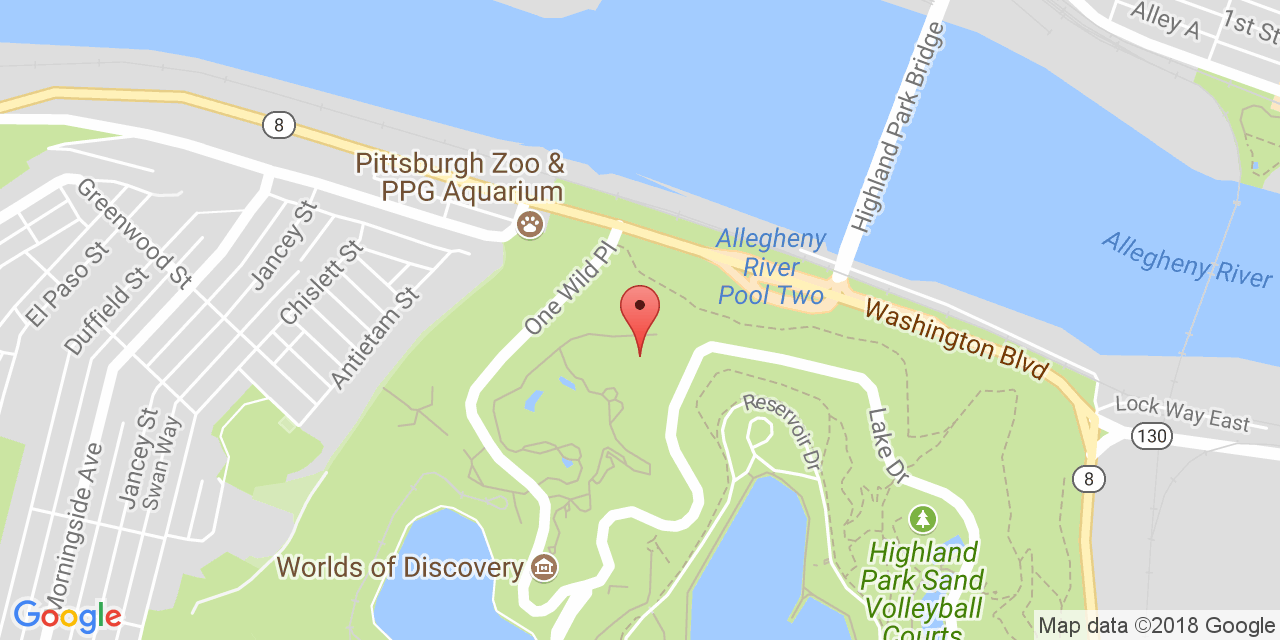 Alley A
1st St
Highland Park Bridge
8
Pittsburgh Zoo &
PPG Aquarium
Greenwood St
Jancey St
El Paso St
Duffield St
Chislett St
Antietam St
One Wild Pl
Allegheny
River
Pool Two
Allegheny River
Washington Blvd
Lock Way East
130
8
Reservoir Dr
Lake Dr
Jancey St
Swan Way
Morningside Ave
Worlds of Discovery
Highland
Park Sand
Volleyball
Courts
Google
Map data ©2018 Google